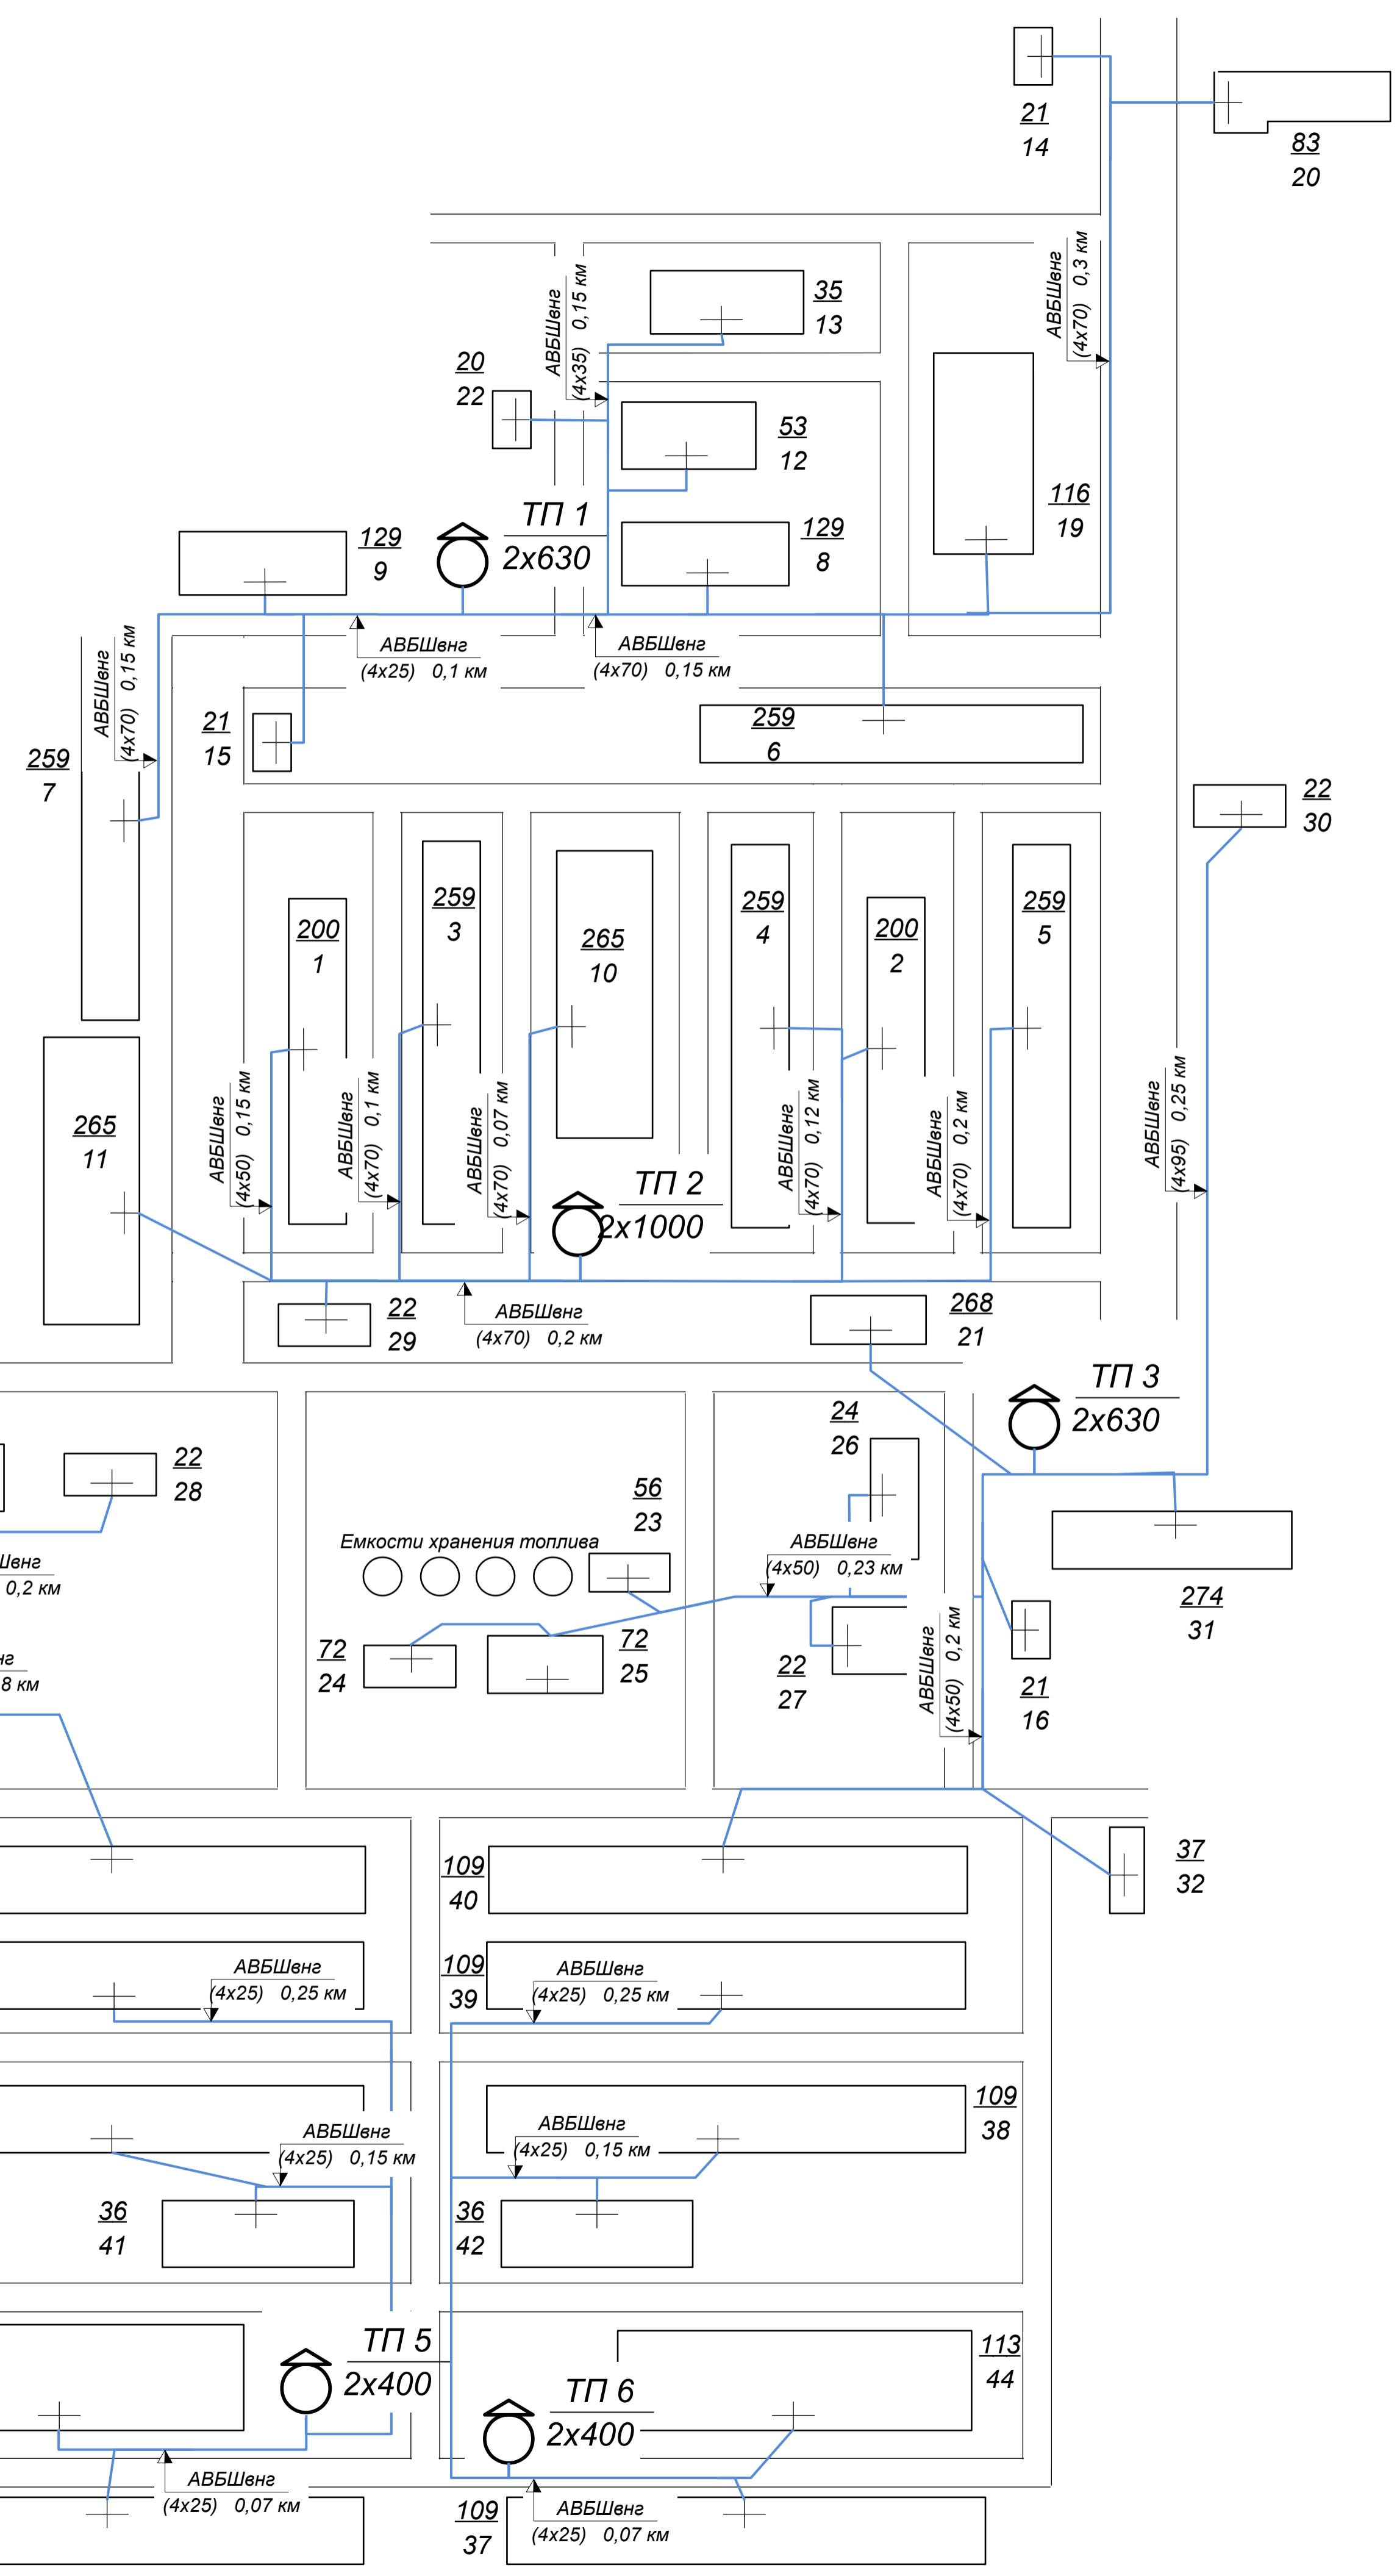 21
14
83
20
АВБШвнг
(4х70) 0,3 км
АВБШвнг
(4х35) 0,15 км
35
13
20
22
53
12
116
19
ТП 1
2х630
129
9
129
8
АВБШвнг
(4х25) 0,1 км
АВБШвнг
(4х70) 0,15 км
АВБШвнг
(4х70) 0,15 км
21
15
259
6
259
7
22
30
200
1
259
3
265
10
259
4
200
2
259
5
265
11
АВБШвнг
(4х50) 0,15 км
АВБШвнг
(4х70) 0,1 км
АВБШвнг
(4х70) 0,07 км
АВБШвнг
(4х70) 0,12 км
АВБШвнг
(4х70) 0,2 км
АВБШвнг
(4х95) 0,25 км
ТП 2
2х1000
22
29
АВБШвнг
(4х70) 0,2 км
268
21
ТП 3
2х630
24
26
22
28
56
23
Емкости хранения топлива
АВБШвнг
(4х50) 0,23 км
Швнг
0,2 км
274
31
72
24
72
25
22
27
АВБШвнг
(4х50) 0,2 км
21
16
нг
8 км
109
40
37
32
АВБШвнг
(4х25) 0,25 км
109
39
АВБШвнг
(4х25) 0,25 км
109
38
АВБШвнг
(4х25) 0,15 км
АВБШвнг
(4х25) 0,15 км
36
41
36
42
ТП 5
2х400
113
44
ТП 6
2х400
АВБШвнг
(4х25) 0,07 км
109
37
АВБШвнг
(4х25) 0,07 км